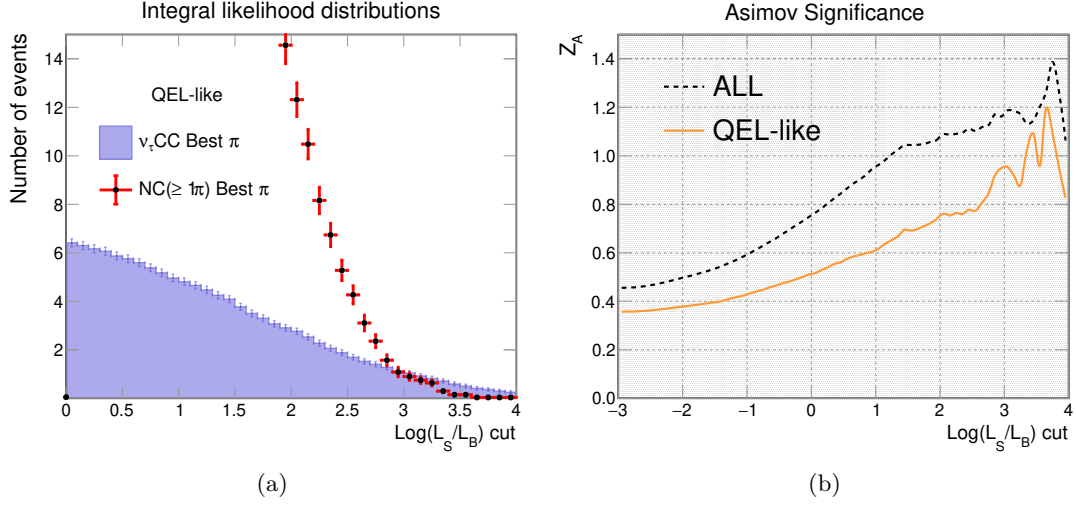 Integral likelihood distributions
Number of events
14
12
10
8
6
4
2
QEL-like
ντCC Best π
NC(≥ 1π) Best π
0 0.5 1 1.5 2 2.5 3 3.5 4
Log(L_S/L_B) cut
(a)
Asimov Significance
Z_A
1.4
1.2
1.0
0.8
0.6
0.4
0.2
0.0
ALL
QEL-like
−3 −2 −1 0 1 2 3 4
Log(L_S/L_B) cut
(b)